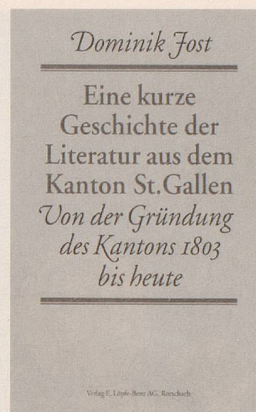 Dominik Jost
Eine kurze
Geschichte der
Literatur aus dem
Kanton St. Gallen
Von der Gründung
des Kantons 1803
bis heute
Verlag E. Löpfe-Benz AG, Rorschach